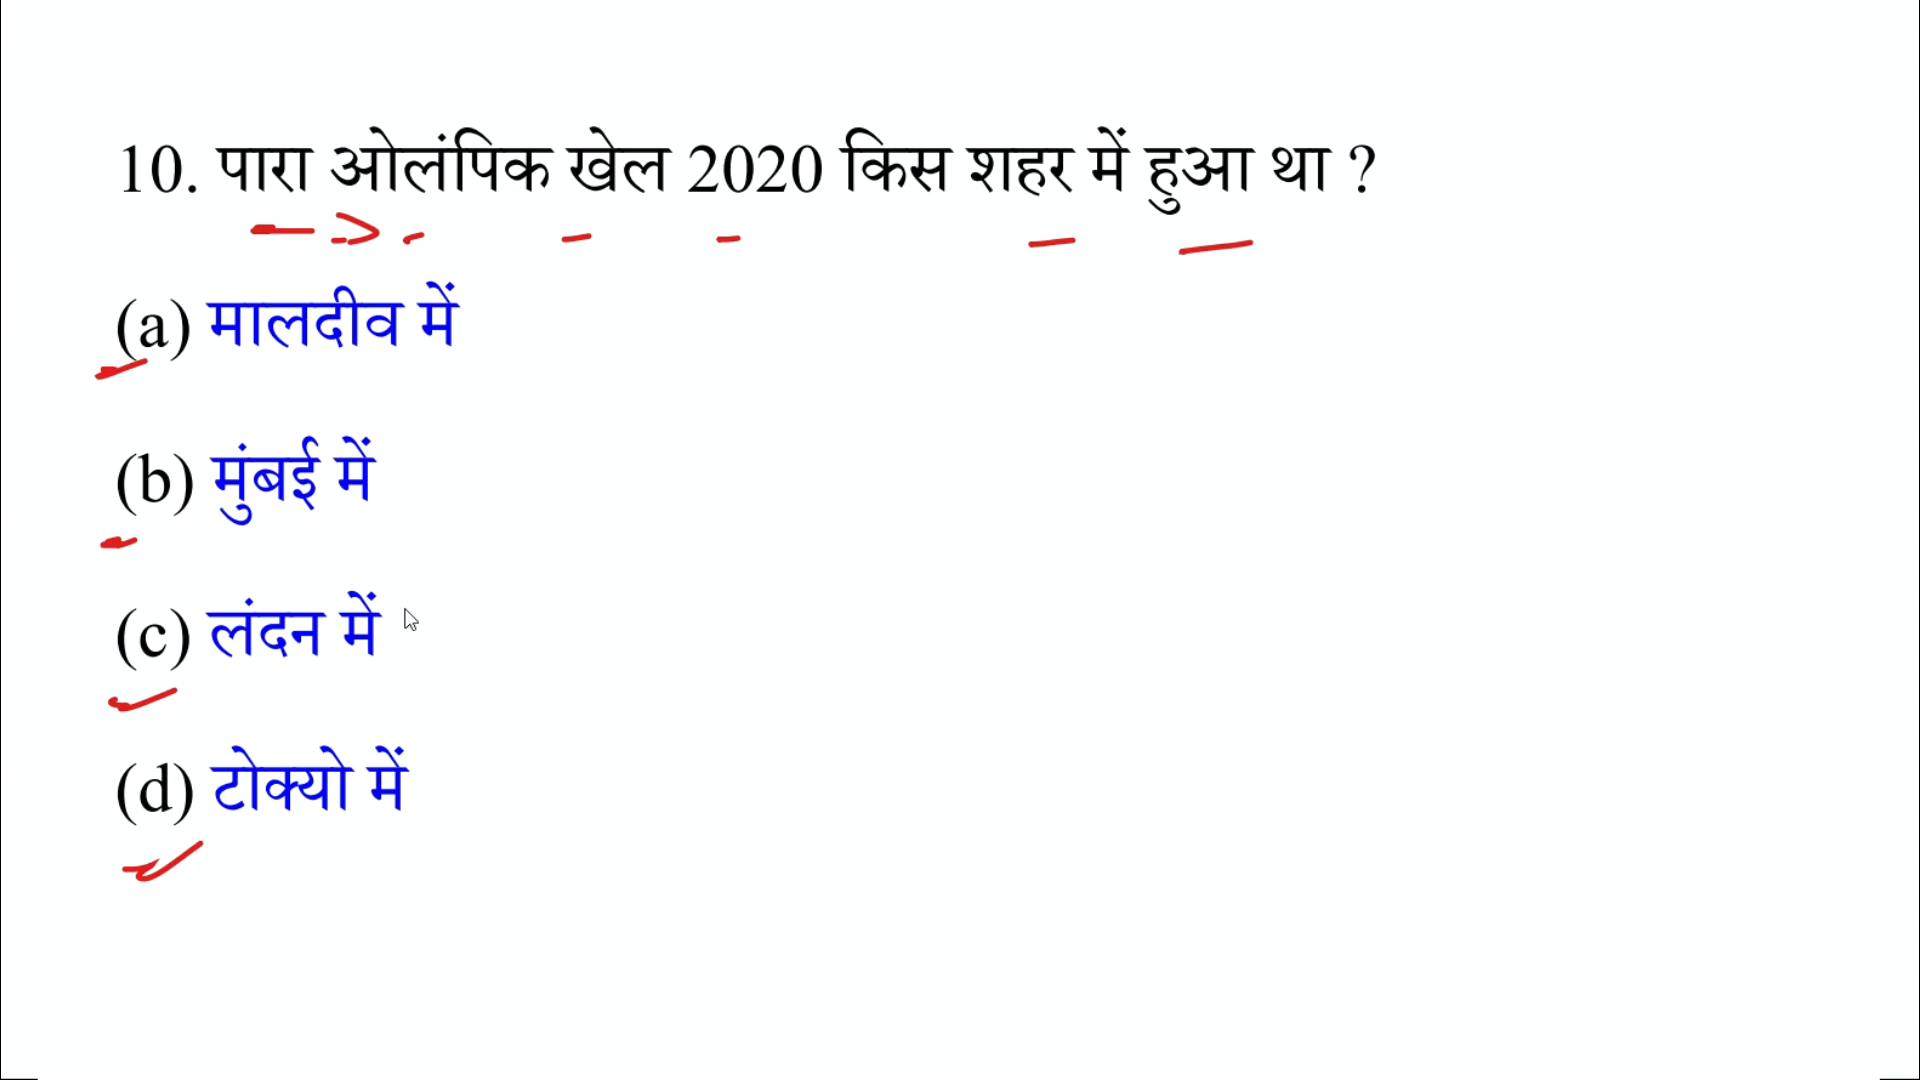 10. पारा ओलंपिक खेल 2020 किस शहर में हुआ था ?
(a) मालदीव में
(b) मुंबई में
(c) लंदन में
(d) टोक्यो में